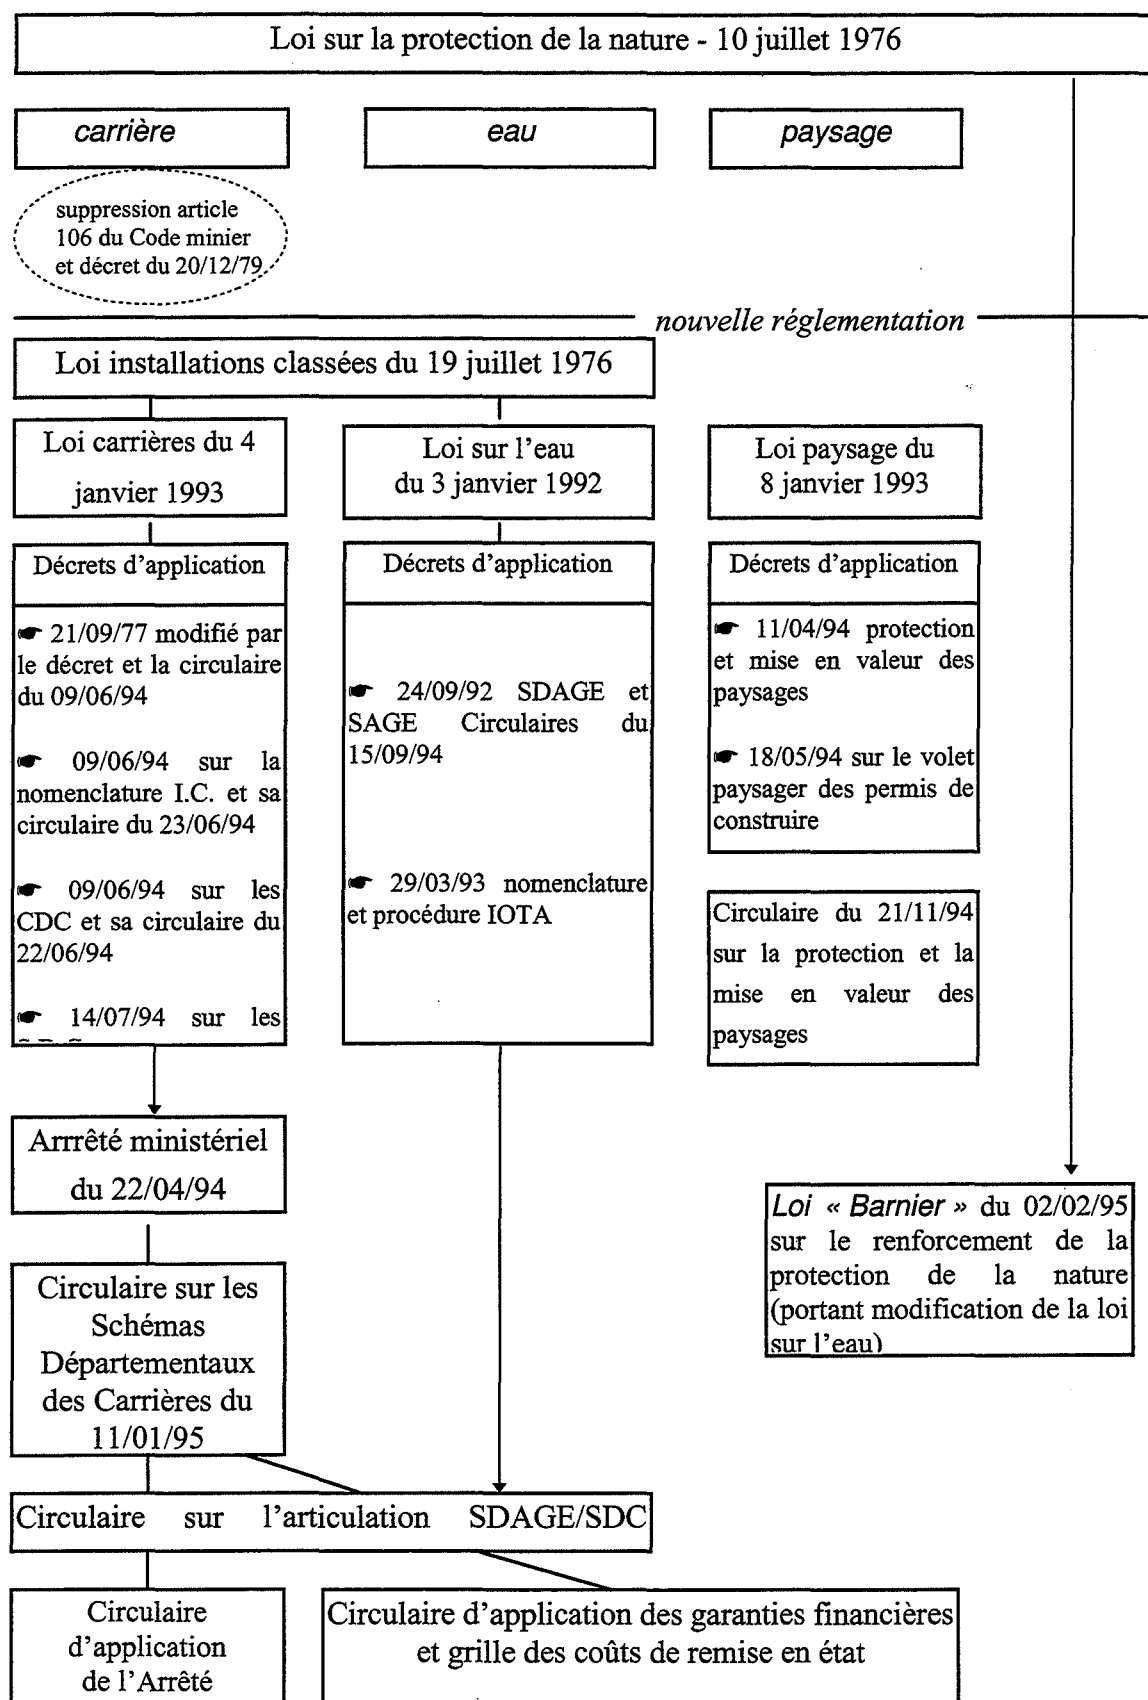 Loi sur la protection de la nature - 10 juillet 1976
carrière
eau
paysage
suppression article
106 du Code minier
et décret du 20/12/79
nouvelle réglementation
Loi installations classées du 19 juillet 1976
Loi carrières du 4
janvier 1993
Loi sur l'eau
du 3 janvier 1992
Loi paysage du
8 janvier 1993
Décrets d'application
☛ 21/09/77 modifié par
le décret et la circulaire
du 09/06/94
☛ 09/06/94 sur la
nomenclature I.C. et sa
circulaire du 23/06/94
☛ 09/06/94 sur les
CDC et sa circulaire du
22/06/94
☛ 14/07/94 sur les
Décrets d'application
☛ 24/09/92 SDAGE et
SAGE Circulaires du
15/09/94
☛ 29/03/93 nomenclature
et procédure IOTA
Décrets d'application
☛ 11/04/94 protection
et mise en valeur des
paysages
☛ 18/05/94 sur le volet
paysager des permis de
construire
Circulaire du 21/11/94
sur la protection et la
mise en valeur des
paysages
Arrrêté ministériel
du 22/04/94
Loi « Barnier » du 02/02/95
sur le renforcement de la
protection de la nature
(portant modification de la loi
sur l'eau)
Circulaire sur les
Schémas
Départementaux
des Carrières du
11/01/95
Circulaire sur l'articulation SDAGE/SDC
Circulaire
d'application
de l'Arrêté
Circulaire d'application des garanties financières
et grille des coûts de remise en état